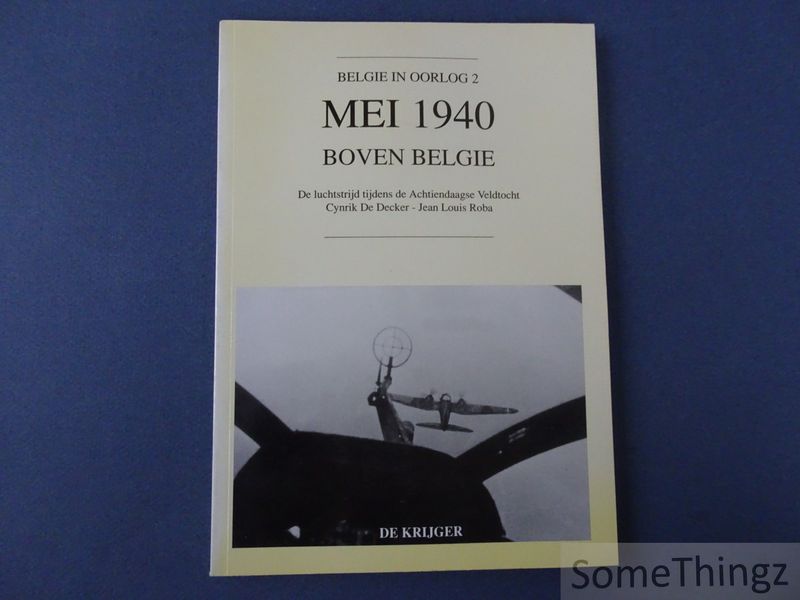 BELGIE IN OORLOG 2
MEI 1940
BOVEN BELGIE
De luchtstrijd tijdens de Achtiendaagse Veldtocht
Cynrik De Decker - Jean Louis Roba
DE KRIJGER
SomeThingz